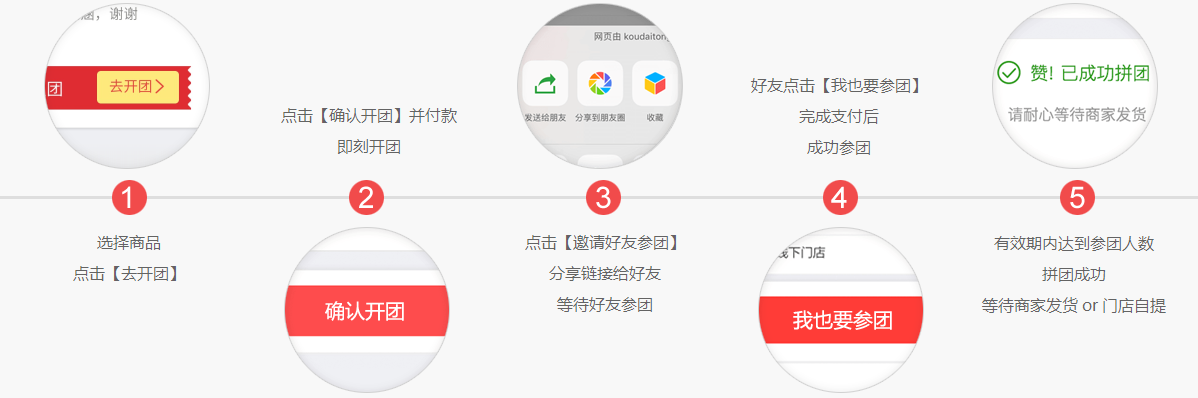 谢谢
团
去开团
1
选择商品
点击【去开团】
点击【确认开团】并付款
即刻开团
2
确认开团
网页由 koudaitong
发送给朋友
分享到朋友圈
收藏
3
点击【邀请好友参团】
分享链接给好友
等待好友参团
好友点击【我也要参团】
完成支付后
成功参团
4
线下门店
我也要参团
赞! 已成功拼团
请耐心等待商家发货
5
有效期内达到参团人数
拼团成功
等待商家发货 or 门店自提